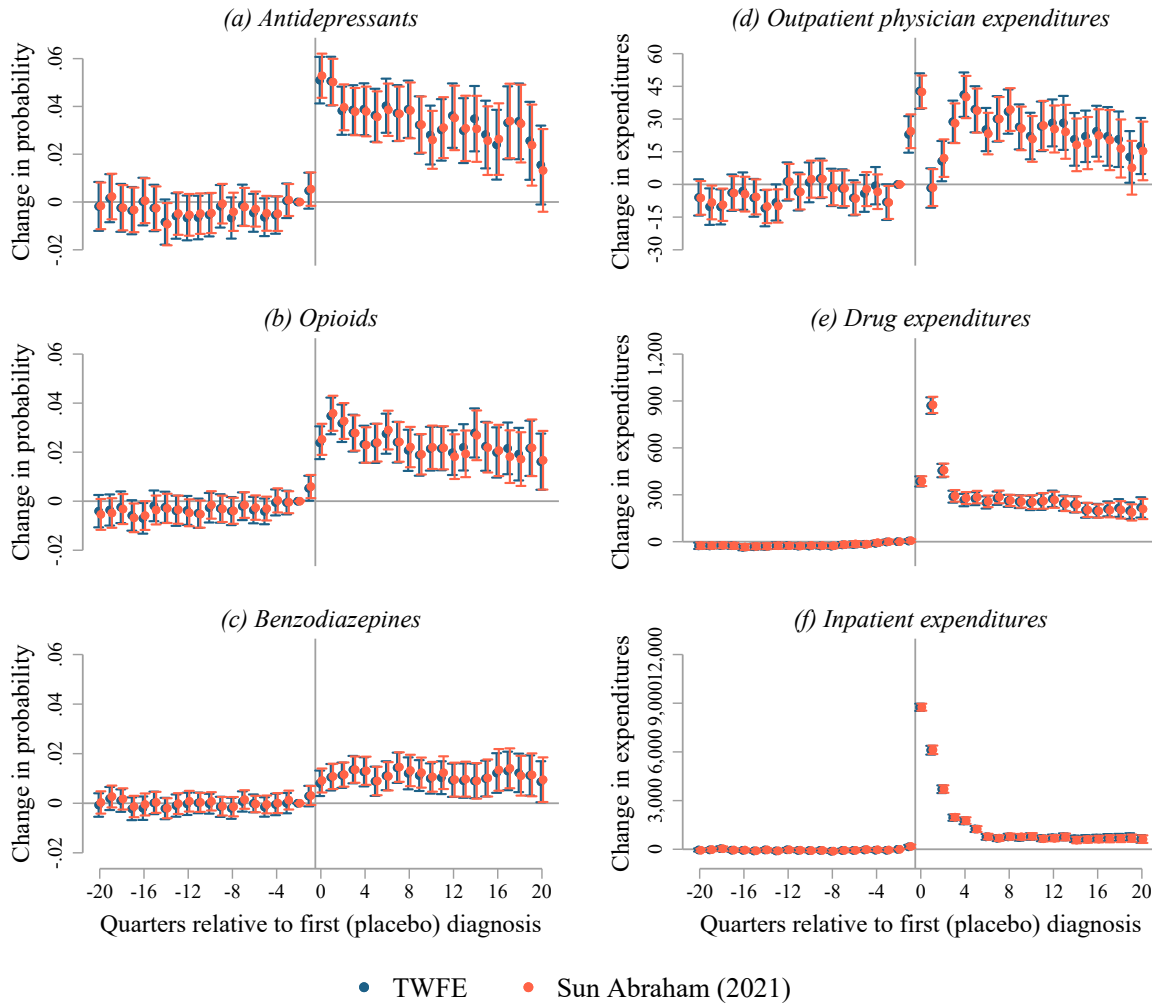 (a) Antidepressants
Change in probability
.06
.04
.02
0
-.02
(d) Outpatient physician expenditures
Change in expenditures
60
45
30
15
0
-15
-30
(b) Opioids
Change in probability
.06
.04
.02
0
-.02
(e) Drug expenditures
Change in expenditures
1,200
900
600
300
0
(c) Benzodiazepines
Change in probability
.06
.04
.02
0
-.02
-20 -16 -12 -8 -4 0 4 8 12 16 20
Quarters relative to first (placebo) diagnosis
(f) Inpatient expenditures
Change in expenditures
12,000
9,000
6,000
3,000
0
-20 -16 -12 -8 -4 0 4 8 12 16 20
Quarters relative to first (placebo) diagnosis
TWFE Sun Abraham (2021)